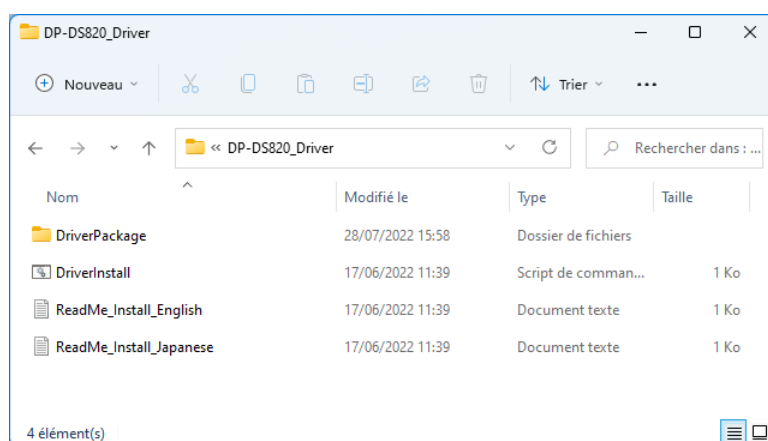 DP-DS820_Driver
Nouveau Trier
« DP-DS820_Driver Rechercher dans : ...
Nom Modifié le Type Taille
DriverPackage 28/07/2022 15:58 Dossier de fichiers
DriverInstall 17/06/2022 11:39 Script de comman... 1 Ko
ReadMe_Install_English 17/06/2022 11:39 Document texte 1 Ko
ReadMe_Install_Japanese 17/06/2022 11:39 Document texte 1 Ko
4 élément(s)